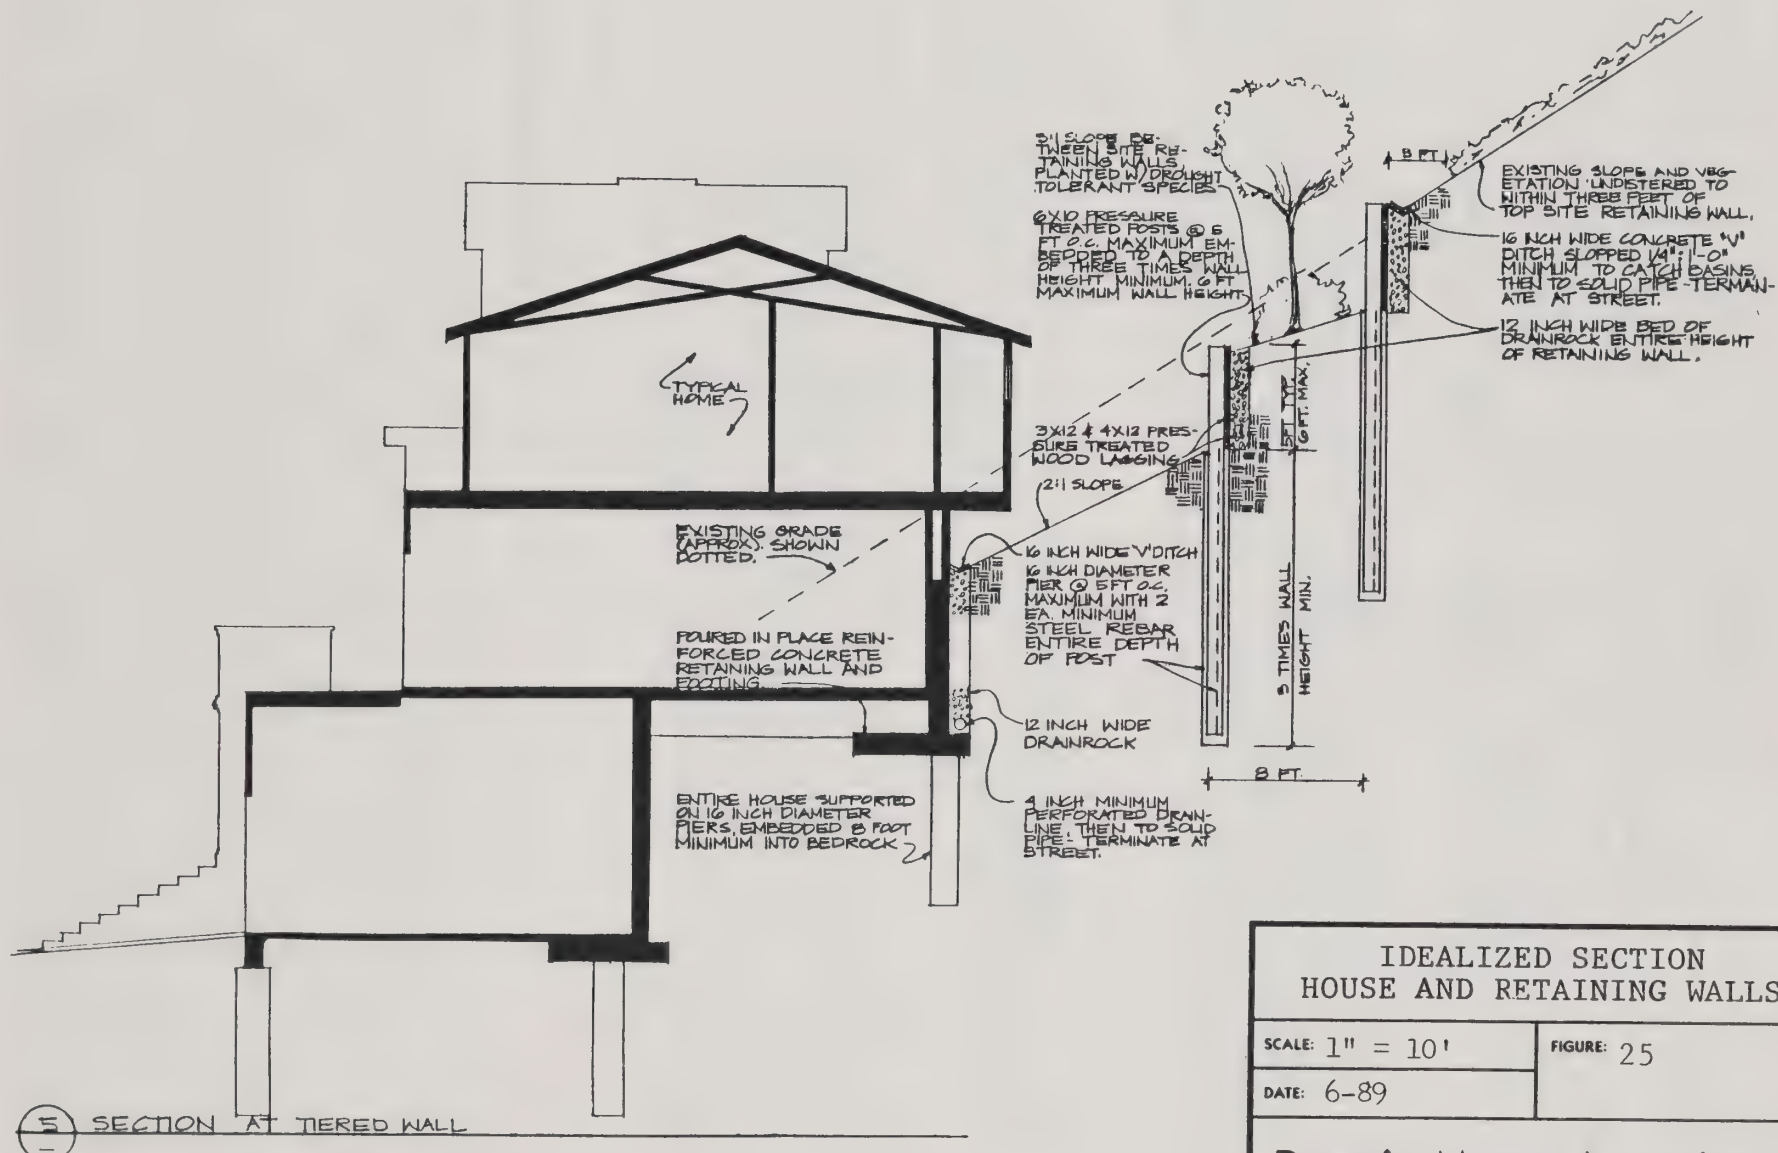 3:1 SLOPE BE-
TWEEN SITE RE-
TAINING WALLS,
PLANTED W/DROUGHT
TOLERANT SPECIES
6X10 PRESSURE
TREATED POSTS @ 5
FT O.C. MAXIMUM EM-
BEDDED TO A DEPTH
OF THREE TIMES WALL
HEIGHT MINIMUM. 6 FT
MAXIMUM WALL HEIGHT
3 FT.
EXISTING SLOPE AND VEG-
ETATION UNDISTERED TO
WITHIN THREE FEET OF
TOP SITE RETAINING WALL.
16 INCH WIDE CONCRETE "V"
DITCH SLOPPED 1/4":1'-0"
MINIMUM TO CATCH BASINS,
THEN TO SOLID PIPE-TERMAN-
ATE AT STREET.
12 INCH WIDE BED OF
DRAINROCK ENTIRE HEIGHT
OF RETAINING WALL.
TYPICAL
HOME
3X12 & 4X12 PRES-
SURE TREATED
WOOD LAGGING
2:1 SLOPE
5FT TYP.
6 FT. MAX.
EXISTING GRADE
(APPROX). SHOWN
DOTTED.
16 INCH WIDE 'V' DITCH
16 INCH DIAMETER
PIER @ 5FT O.C.
MAXIMUM WITH 2
EA. MINIMUM
STEEL REBAR
ENTIRE DEPTH
OF POST
3 TIMES WALL
HEIGHT MIN.
POURED IN PLACE REIN-
FORCED CONCRETE
RETAINING WALL AND
FOOTING
12 INCH WIDE
DRAINROCK
8 FT.
ENTIRE HOUSE SUPPORTED
ON 16 INCH DIAMETER
PIERS, EMBEDDED 8 FOOT
MINIMUM INTO BEDROCK
4 INCH MINIMUM
PERFORATED DRAIN-
LINE, THEN TO SOLID
PIPE- TERMINATE AT
STREET.
IDEALIZED SECTION
HOUSE AND RETAINING WALLS
SCALE: 1" = 10'
FIGURE: 25
DATE: 6-89
5 SECTION AT TIERED WALL